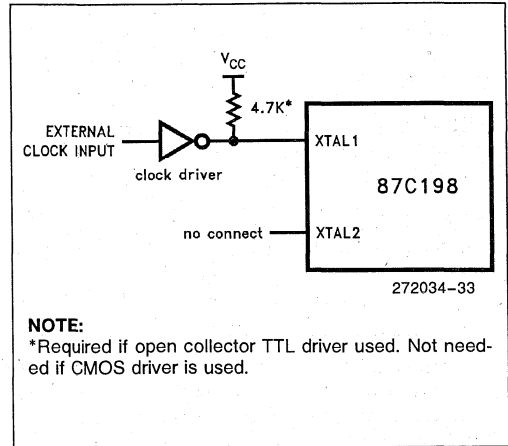 VCC
4.7K*
EXTERNAL
CLOCK INPUT
clock driver
XTAL1
87C198
no connect
XTAL2
272034-33
NOTE:
*Required if open collector TTL driver used. Not need-
ed if CMOS driver is used.